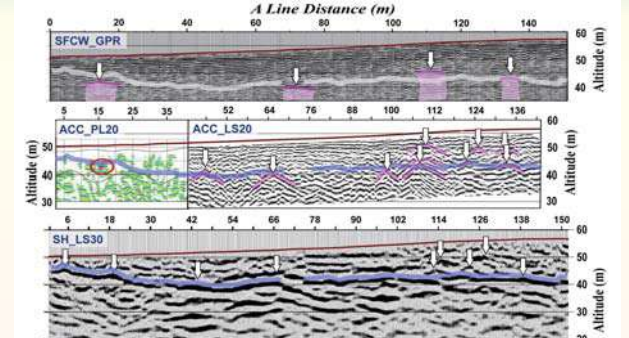 A Line Distance (m)
0 20 40 60 80 100 120 140
SFCW_GPR
60
50
40
Altitude (m)
5 15 25 35 52 64 76 88 100 112 124 136
ACC_PL20
ACC_LS20
50
40
30
Altitude (m)
60
50
40
30
Altitude (m)
6 18 30 42 54 66 78 90 102 114 126 138 150
SH_LS30
60
50
40
30
20
Altitude (m)